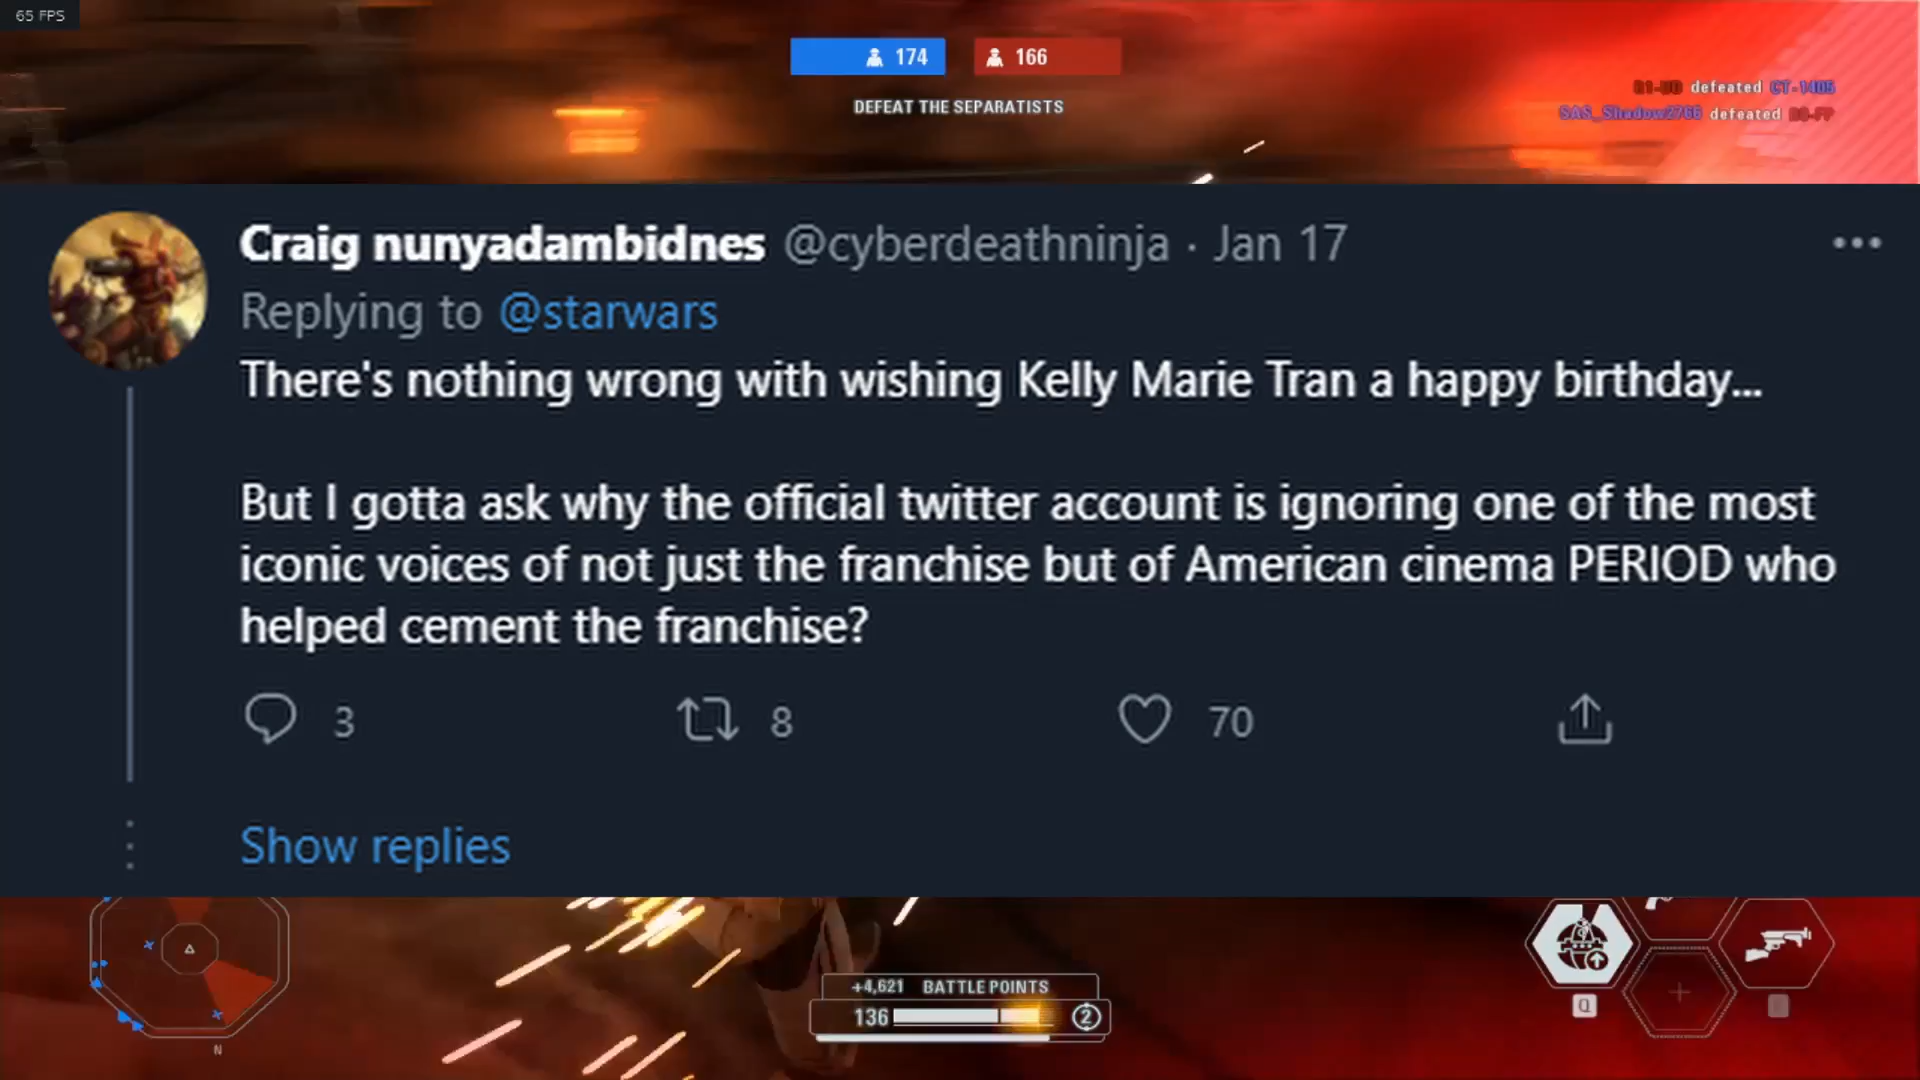 65 FPS
174 166
DEFEAT THE SEPARATISTS
defeated CT-1405
SAS_Shadow2766 defeated
Craig nunyadambidnes @cyberdeathninja · Jan 17
Replying to @starwars
There's nothing wrong with wishing Kelly Marie Tran a happy birthday...
But I gotta ask why the official twitter account is ignoring one of the most
iconic voices of not just the franchise but of American cinema PERIOD who
helped cement the franchise?
3 8 70
Show replies
N
+4,621 BATTLE POINTS
136 2
Q